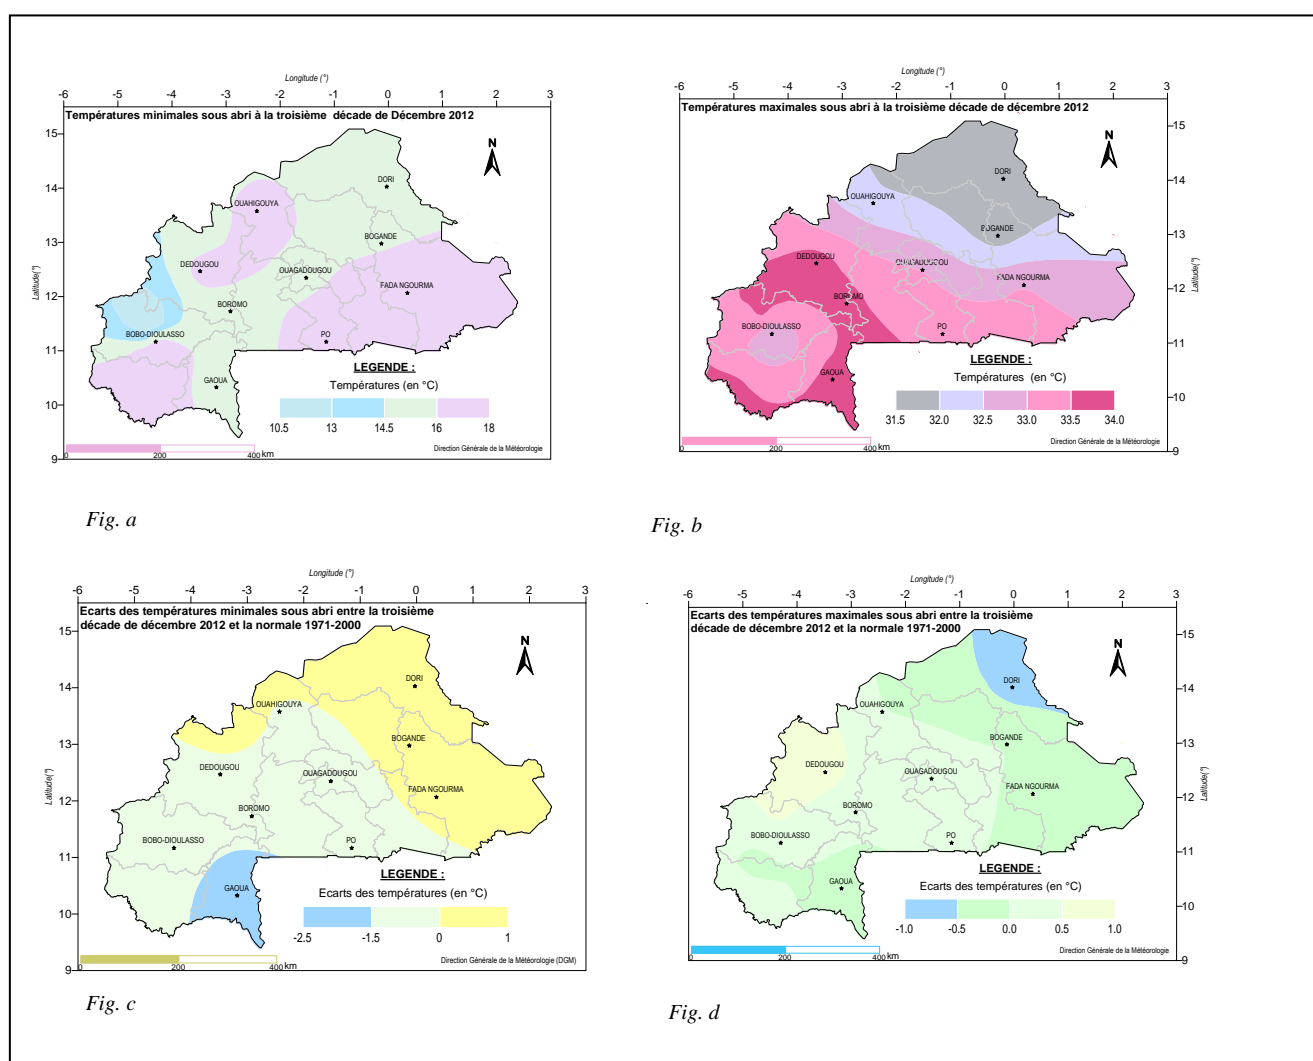 Longitude (°)
-6 -5 -4 -3 -2 -1 0 1 2 3
Températures minimales sous abri à la troisième décade de Décembre 2012
15
14
13
12
11
10
9
Latitude(°)
N
DORI
OUAHIGOUYA
BOGANDE
DEDOUGOU
OUAGADOUGOU
FADA NGOURMA
BOROMO
BOBO-DIOULASSO
PO
GAOUA
LEGENDE :
Températures (en °C)
10.5 13 14.5 16 18
0 200 400 km
Direction Générale de la Météorologie
Fig. a
Longitude (°)
-6 -5 -4 -3 -2 -1 0 1 2 3
Températures maximales sous abri à la troisième décade de décembre 2012
15
14
13
12
11
10
9
Latitude(°)
N
DORI
OUAHIGOUYA
BOGANDE
DEDOUGOU
OUAGADOUGOU
FADA NGOURMA
BOROMO
BOBO-DIOULASSO
PO
GAOUA
LEGENDE :
Températures (en °C)
31.5 32.0 32.5 33.0 33.5 34.0
0 200 400 km
Direction Générale de la Météorologie
Fig. b
Longitude (°)
-6 -5 -4 -3 -2 -1 0 1 2 3
Ecarts des températures minimales sous abri entre la troisième
décade de décembre 2012 et la normale 1971-2000
15
14
13
12
11
10
9
Latitude(°)
N
DORI
OUAHIGOUYA
BOGANDE
DEDOUGOU
OUAGADOUGOU
FADA NGOURMA
BOROMO
BOBO-DIOULASSO
PO
GAOUA
LEGENDE :
Ecarts des températures (en °C)
-2.5 -1.5 0 1
0 200 400 km
Direction Générale de la Météorologie (DGM)
Fig. c
Longitude (°)
-6 -5 -4 -3 -2 -1 0 1 2 3
Ecarts des températures maximales sous abri entre la troisième
décade de décembre 2012 et la normale 1971-2000
15
14
13
12
11
10
9
Latitude(°)
N
DORI
OUAHIGOUYA
BOGANDE
DEDOUGOU
OUAGADOUGOU
FADA NGOURMA
BOROMO
BOBO-DIOULASSO
PO
GAOUA
LEGENDE :
Ecarts des températures (en °C)
-1.0 -0.5 0.0 0.5 1.0
0 200 400 km
Direction Générale de la Météorologie
Fig. d